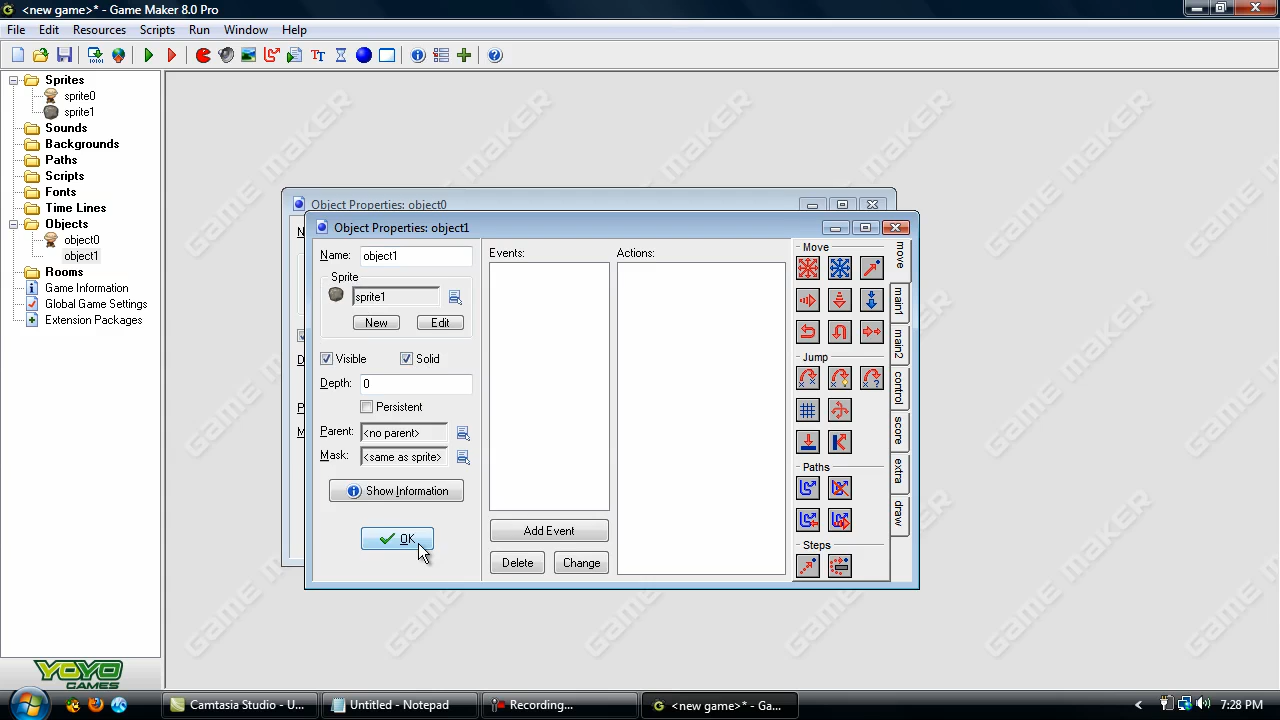 <new game>* - Game Maker 8.0 Pro
File Edit Resources Scripts Run Window Help
Sprites
sprite0
sprite1
Sounds
Backgrounds
Paths
Scripts
Fonts
Time Lines
Objects
object0
object1
Rooms
Game Information
Global Game Settings
Extension Packages
YOYO
GAMES
Object Properties: object0
Object Properties: object1
Name: object1
Sprite
sprite1
New Edit
Visible Solid
Depth: 0
Persistent
Parent: <no parent>
Mask: <same as sprite>
Show Information
OK
Events:
Add Event
Delete Change
Actions:
Move
Jump
Paths
Steps
move
main1
main2
control
score
extra
draw
GAME MAKER
Camtasia Studio - U...
Untitled - Notepad
Recording...
<new game>* - Ga...
7:28 PM